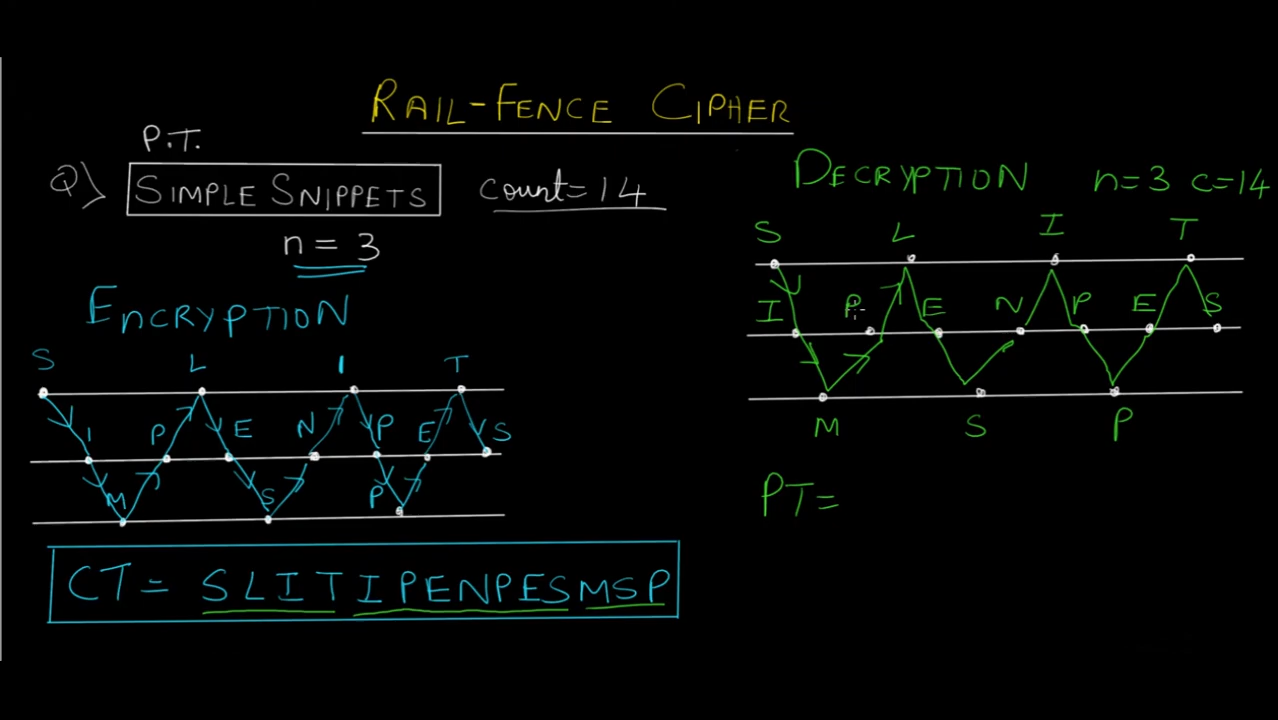 RAIL-FENCE CIPHER
P.T.
Q) SIMPLE SNIPPETS count=14
n = 3
ENCRYPTION
S L I T
I P E N P E S
M S P
CT = SLITIPENPESMSP
DECRYPTION n=3 c=14
S L I T
I P E N P E S
M S P
PT=